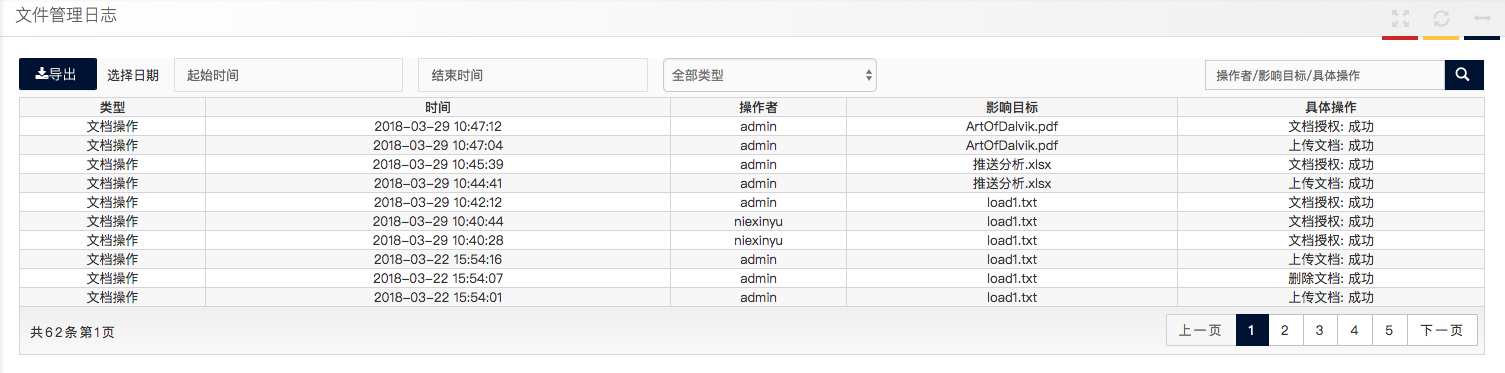 文件管理日志
导出 选择日期 起始时间 结束时间 全部类型 操作者/影响目标/具体操作
类型 时间 操作者 影响目标 具体操作
文档操作 2018-03-29 10:47:12 admin ArtOfDalvik.pdf 文档授权: 成功
文档操作 2018-03-29 10:47:04 admin ArtOfDalvik.pdf 上传文档: 成功
文档操作 2018-03-29 10:45:39 admin 推送分析.xlsx 文档授权: 成功
文档操作 2018-03-29 10:44:41 admin 推送分析.xlsx 上传文档: 成功
文档操作 2018-03-29 10:42:12 admin load1.txt 文档授权: 成功
文档操作 2018-03-29 10:40:44 niexinyu load1.txt 文档授权: 成功
文档操作 2018-03-29 10:40:28 niexinyu load1.txt 文档授权: 成功
文档操作 2018-03-22 15:54:16 admin load1.txt 上传文档: 成功
文档操作 2018-03-22 15:54:07 admin load1.txt 删除文档: 成功
文档操作 2018-03-22 15:54:01 admin load1.txt 上传文档: 成功
共62条第1页 上一页 1 2 3 4 5 下一页